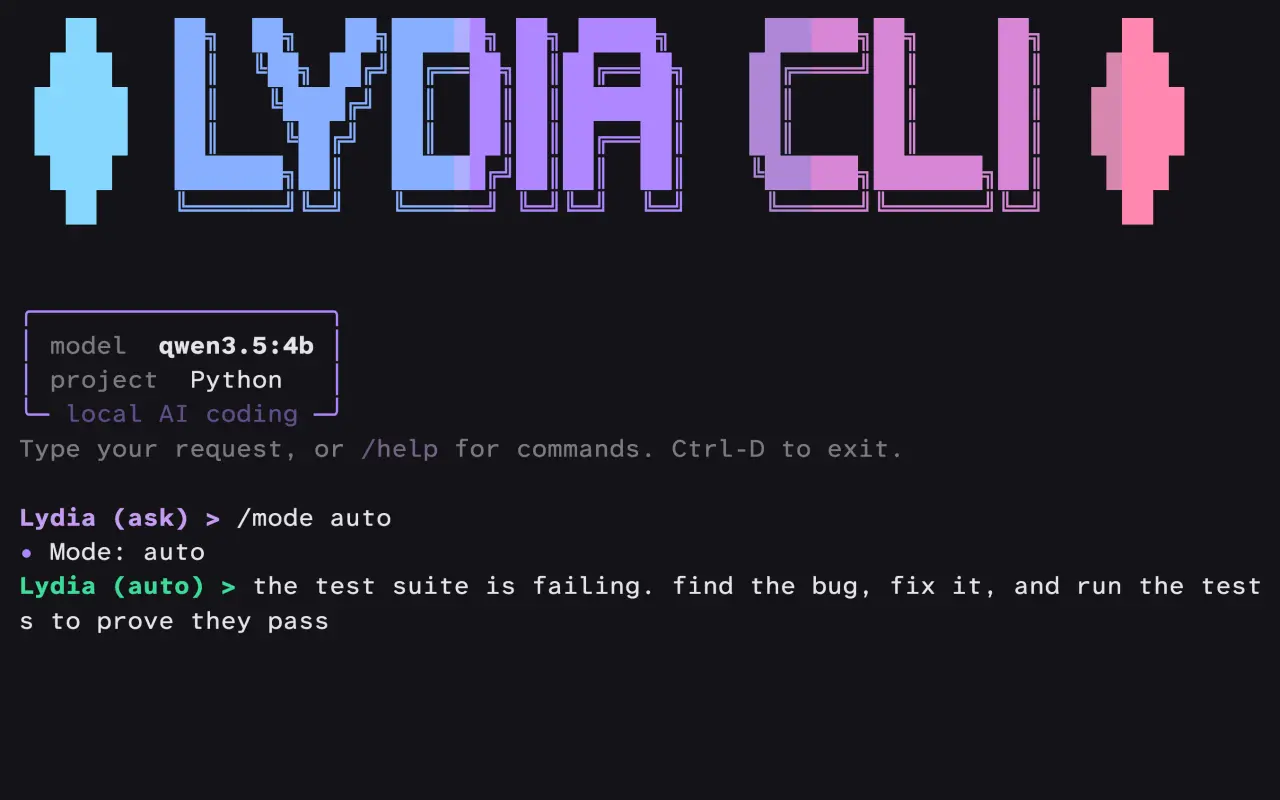 LYDIA CLI
model qwen3.5:4b
project Python
local AI coding
Type your request, or /help for commands. Ctrl-D to exit.
Lydia (ask) > /mode auto
• Mode: auto
Lydia (auto) > the test suite is failing. find the bug, fix it, and run the test
s to prove they pass